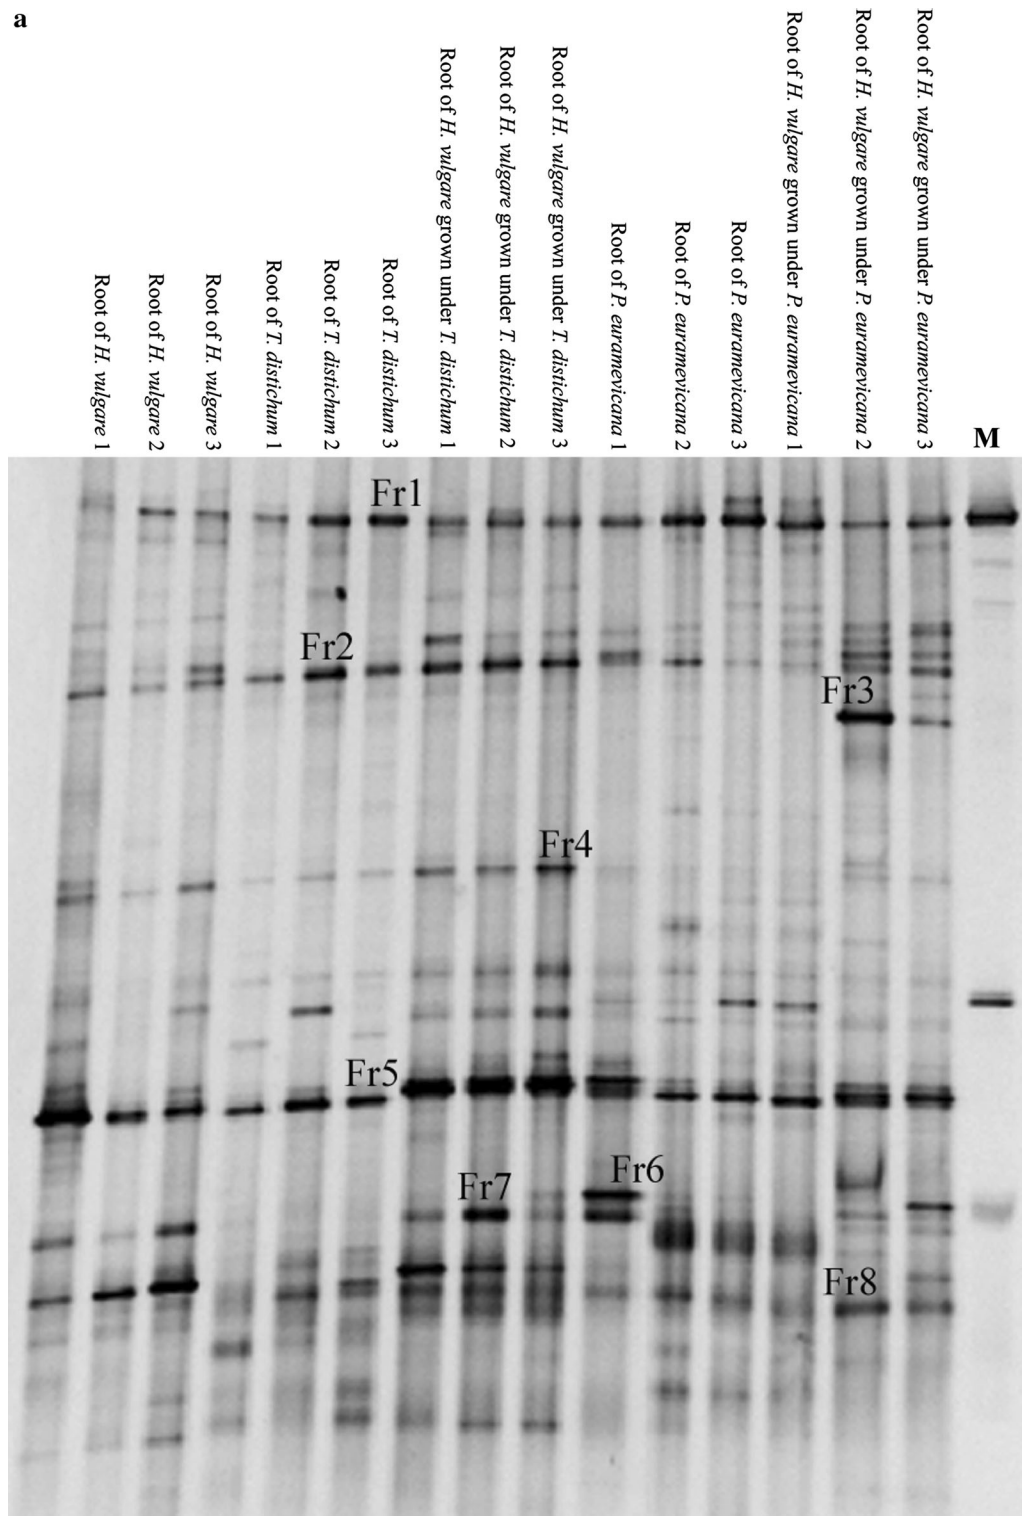 a
Root of H. vulgare 1
Root of H. vulgare 2
Root of H. vulgare 3
Root of T. distichum 1
Root of T. distichum 2
Root of T. distichum 3
Root of H. vulgare grown under T. distichum 1
Root of H. vulgare grown under T. distichum 2
Root of H. vulgare grown under T. distichum 3
Root of P. euramevicana 1
Root of P. euramevicana 2
Root of P. euramevicana 3
Root of H. vulgare grown under P. euramevicana 1
Root of H. vulgare grown under P. euramevicana 2
Root of H. vulgare grown under P. euramevicana 3
M
Fr1
Fr2
Fr3
Fr4
Fr5
Fr6
Fr7
Fr8